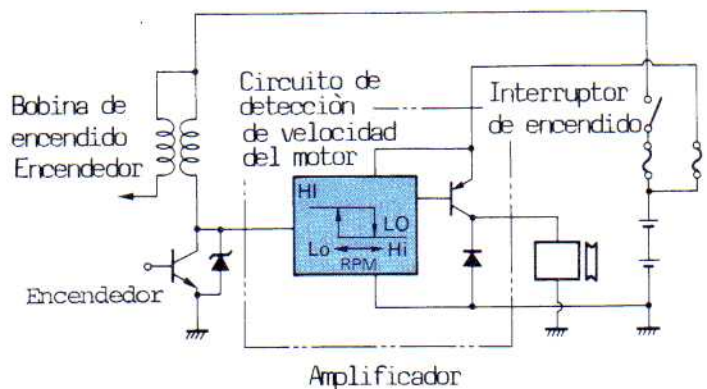 Bobina de
encendido
Encendedor
Circuito de
detección
de velocidad
del motor
Interruptor
de encendido
HI
LO
Lo
Hi
RPM
Encendedor
Amplificador